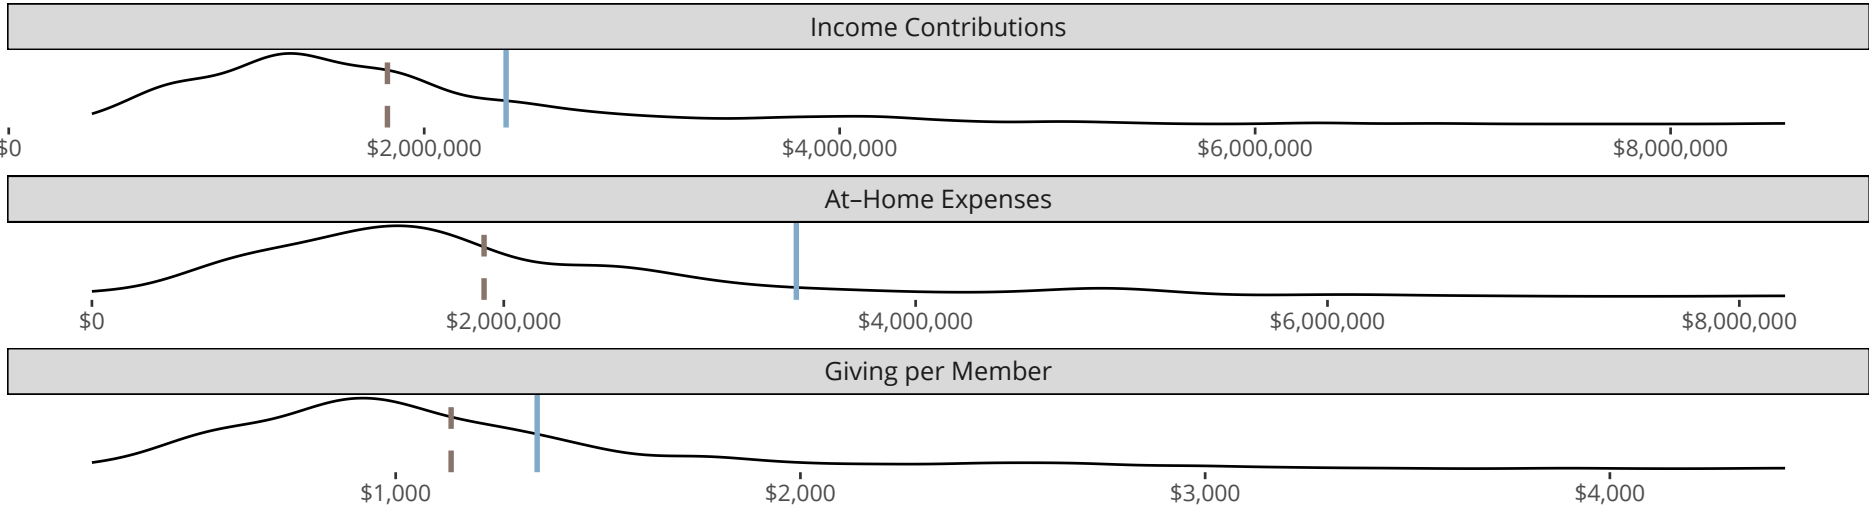 Income Contributions
$0 $2,000,000 $4,000,000 $6,000,000 $8,000,000
At–Home Expenses
$0 $2,000,000 $4,000,000 $6,000,000 $8,000,000
Giving per Member
$1,000 $2,000 $3,000 $4,000